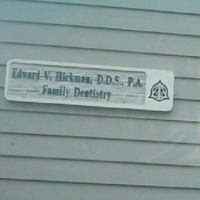 Edward V. Hickman, D.D.S., P.A.
Family Dentistry